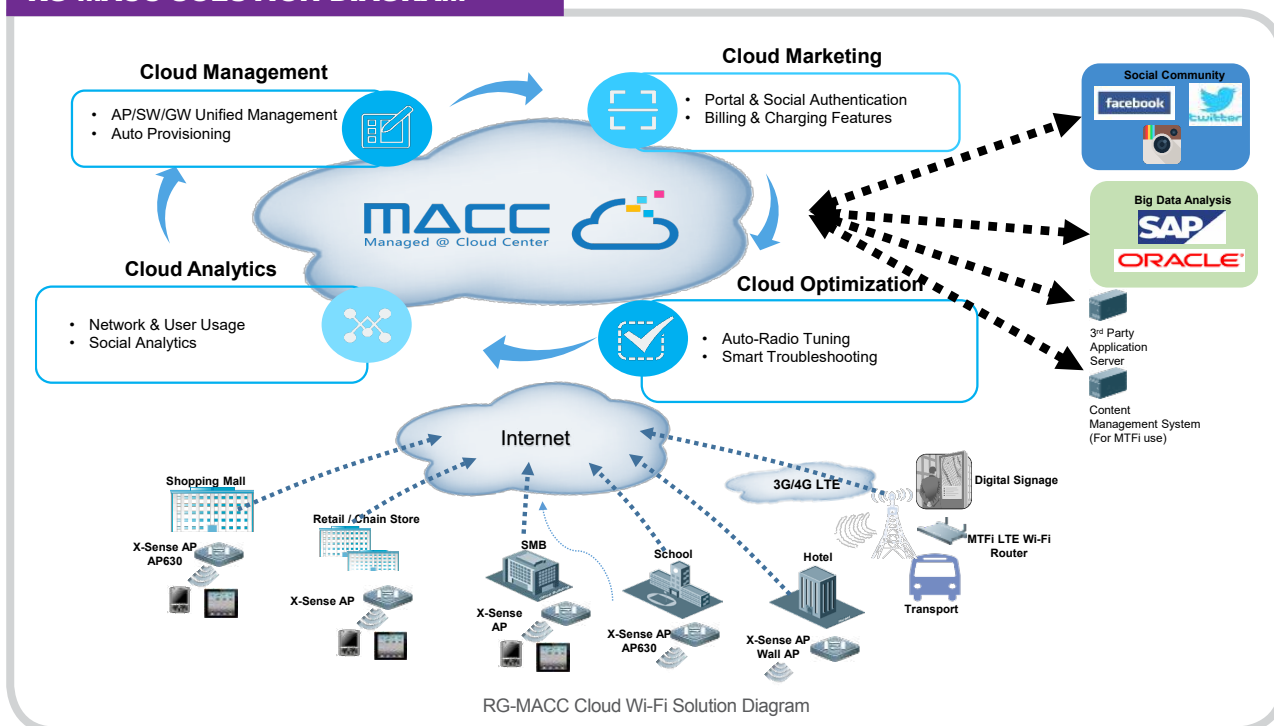 RG-MACC SOLUTION DIAGRAM
Cloud Management
• AP/SW/GW Unified Management
• Auto Provisioning
Cloud Marketing
• Portal & Social Authentication
• Billing & Charging Features
Social Community
facebook
twitter
MACC
Managed @ Cloud Center
Big Data Analysis
SAP
ORACLE
Cloud Analytics
• Network & User Usage
• Social Analytics
Cloud Optimization
• Auto-Radio Tuning
• Smart Troubleshooting
3rd Party
Application
Server
Content
Management System
(For MTFi use)
Internet
3G/4G LTE
Digital Signage
MTFi LTE Wi-Fi
Router
Transport
Shopping Mall
X-Sense AP
AP630
Retail / Chain Store
X-Sense AP
SMB
X-Sense
AP
School
X-Sense AP
AP630
Hotel
X-Sense AP
Wall AP
RG-MACC Cloud Wi-Fi Solution Diagram